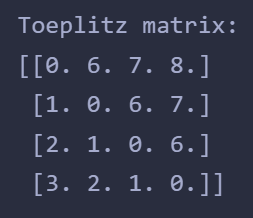 Toeplitz matrix:
[[0. 6. 7. 8.]
 [1. 0. 6. 7.]
 [2. 1. 0. 6.]
 [3. 2. 1. 0.]]